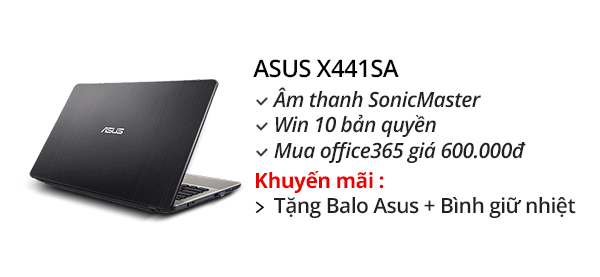 ASUS
ASUS X441SA
Âm thanh SonicMaster
Win 10 bản quyền
Mua office365 giá 600.000đ
Khuyến mãi :
> Tặng Balo Asus + Bình giữ nhiệt